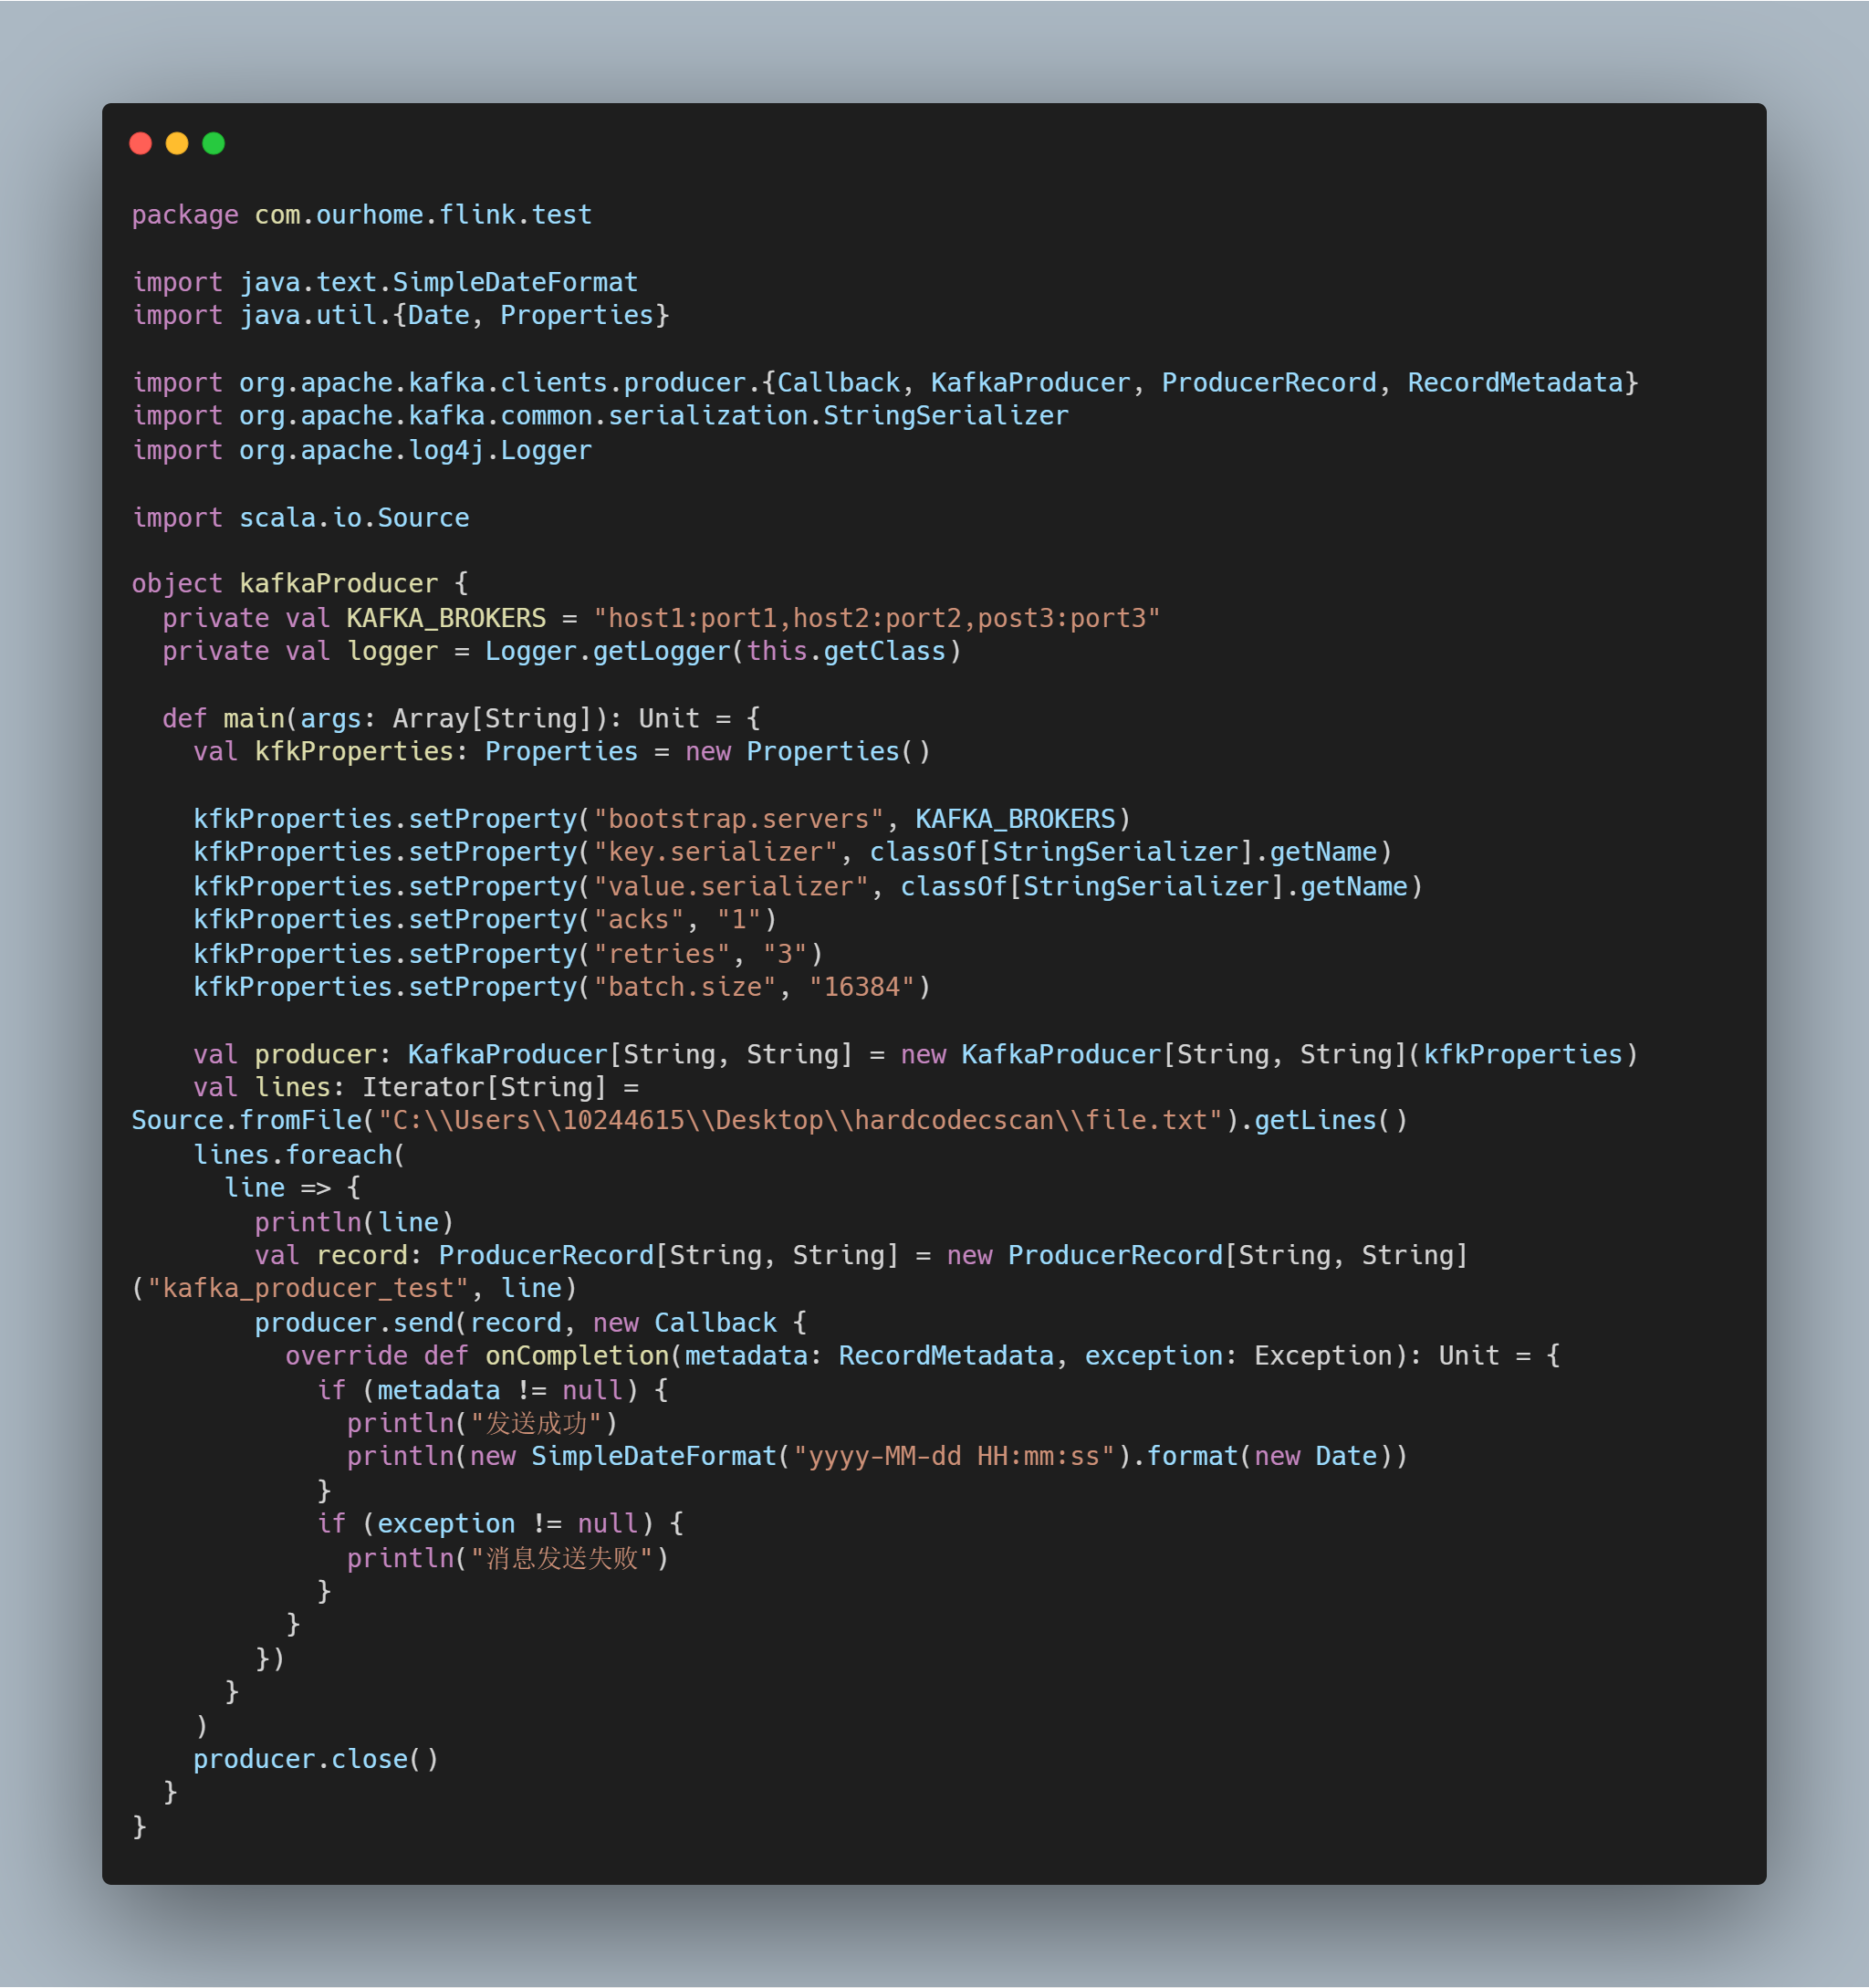 package com.ourhome.flink.test
import java.text.SimpleDateFormat
import java.util.{Date, Properties}
import org.apache.kafka.clients.producer.{Callback, KafkaProducer, ProducerRecord, RecordMetadata}
import org.apache.kafka.common.serialization.StringSerializer
import org.apache.log4j.Logger
import scala.io.Source
object kafkaProducer {
  private val KAFKA_BROKERS = "host1:port1,host2:port2,post3:port3"
  private val logger = Logger.getLogger(this.getClass)
  def main(args: Array[String]): Unit = {
    val kfkProperties: Properties = new Properties()
    kfkProperties.setProperty("bootstrap.servers", KAFKA_BROKERS)
    kfkProperties.setProperty("key.serializer", classOf[StringSerializer].getName)
    kfkProperties.setProperty("value.serializer", classOf[StringSerializer].getName)
    kfkProperties.setProperty("acks", "1")
    kfkProperties.setProperty("retries", "3")
    kfkProperties.setProperty("batch.size", "16384")
    val producer: KafkaProducer[String, String] = new KafkaProducer[String, String](kfkProperties)
    val lines: Iterator[String] =
Source.fromFile("C:\\Users\\10244615\\Desktop\\hardcodecscan\\file.txt").getLines()
    lines.foreach(
      line => {
        println(line)
        val record: ProducerRecord[String, String] = new ProducerRecord[String, String]
("kafka_producer_test", line)
        producer.send(record, new Callback {
          override def onCompletion(metadata: RecordMetadata, exception: Exception): Unit = {
            if (metadata != null) {
              println("发送成功")
              println(new SimpleDateFormat("yyyy-MM-dd HH:mm:ss").format(new Date))
            }
            if (exception != null) {
              println("消息发送失败")
            }
          }
        })
      }
    )
    producer.close()
  }
}